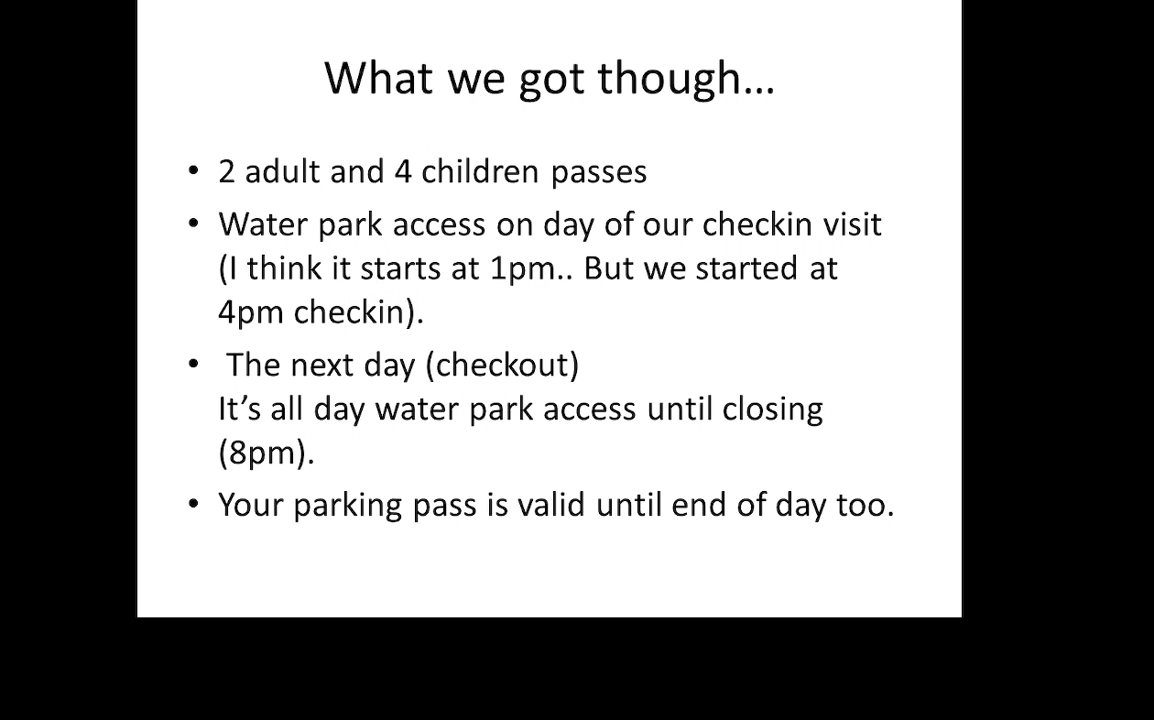 What we got though...
• 2 adult and 4 children passes
• Water park access on day of our checkin visit
(I think it starts at 1pm.. But we started at
4pm checkin).
• The next day (checkout)
It’s all day water park access until closing
(8pm).
• Your parking pass is valid until end of day too.